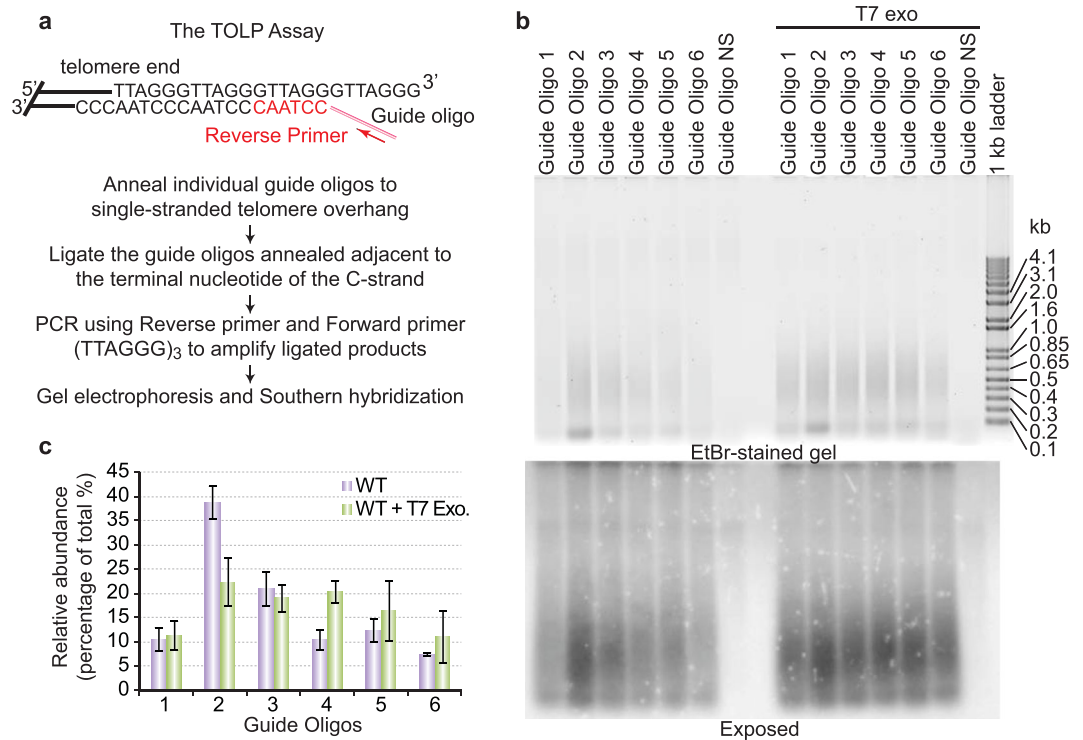 a
The TOLP Assay
telomere end
5'
TTAGGGTTAGGGTTAGGGTTAGGG
3'
3'
CCCAATCCCAATCCCAATCC
Guide oligo
Reverse Primer
Anneal individual guide oligos to
single-stranded telomere overhang
Ligate the guide oligos annealed adjacent to
the terminal nucleotide of the C-strand
PCR using Reverse primer and Forward primer
(TTAGGG)₃ to amplify ligated products
Gel electrophoresis and Southern hybridization
b
T7 exo
Guide Oligo 1
Guide Oligo 2
Guide Oligo 3
Guide Oligo 4
Guide Oligo 5
Guide Oligo 6
Guide Oligo NS
Guide Oligo 1
Guide Oligo 2
Guide Oligo 3
Guide Oligo 4
Guide Oligo 5
Guide Oligo 6
Guide Oligo NS
1 kb ladder
kb
4.1
3.1
2.0
1.6
1.0
0.85
0.65
0.5
0.4
0.3
0.2
0.1
EtBr-stained gel
Exposed
c
Relative abundance
(percentage of total %)
45
40
35
30
25
20
15
10
5
0
WT
WT + T7 Exo.
1 2 3 4 5 6
Guide Oligos